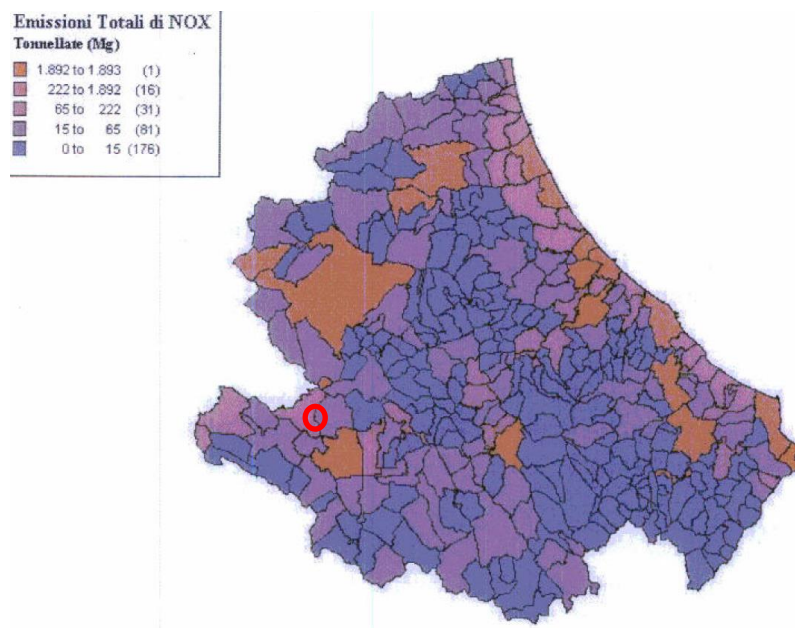 Emissioni Totali di NOX
Tonnellate (Mg)
1.892 to 1.893 (1)
222 to 1.892 (16)
65 to 222 (31)
15 to 65 (81)
0 to 15 (176)